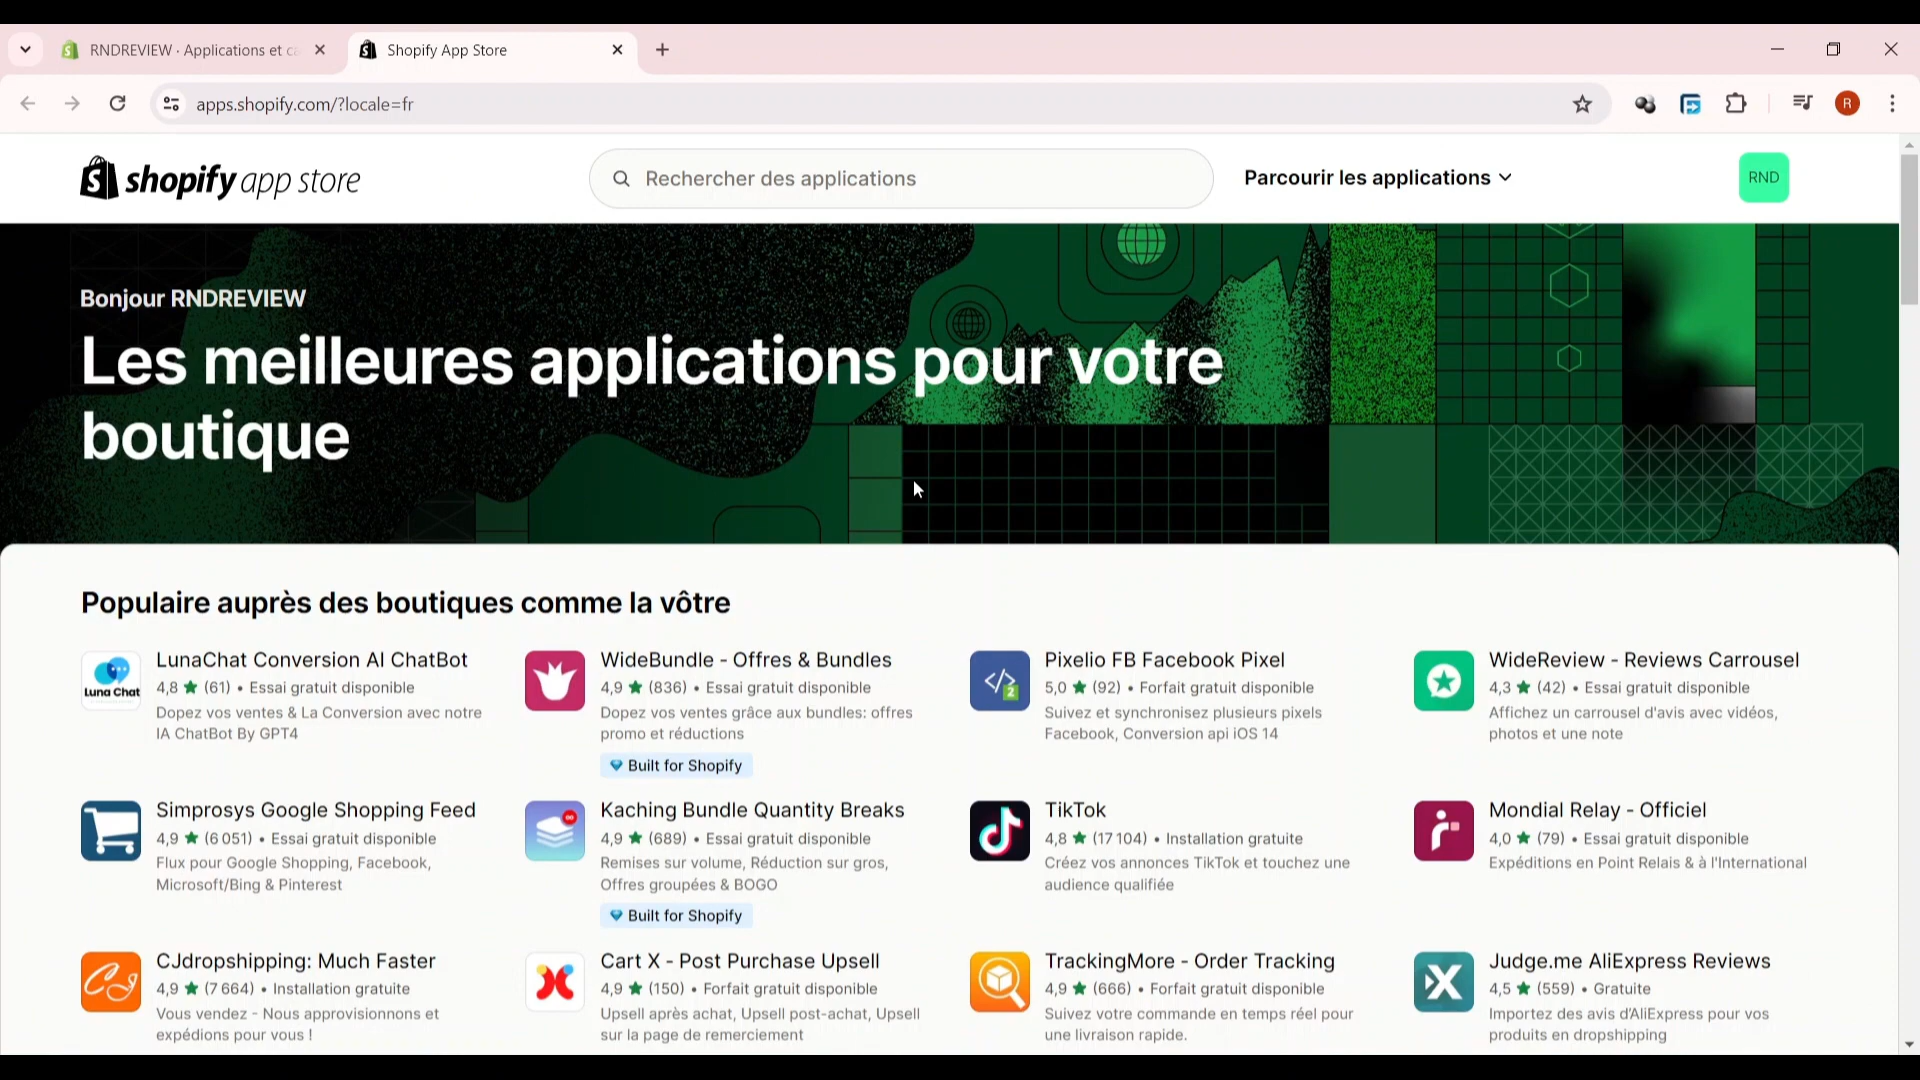 RNDREVIEW · Applications et c
Shopify App Store
apps.shopify.com/?locale=fr
R
shopify app store
Rechercher des applications
Parcourir les applications
RND
Bonjour RNDREVIEW
Les meilleures applications pour votre
boutique
Populaire auprès des boutiques comme la vôtre
Luna Chat
LunaChat Conversion AI ChatBot
4,8 ★ (61) • Essai gratuit disponible
Dopez vos ventes & La Conversion avec notre
IA ChatBot By GPT4
WideBundle - Offres & Bundles
4,9 ★ (836) • Essai gratuit disponible
Dopez vos ventes grâce aux bundles: offres
promo et réductions
Built for Shopify
</> 2
Pixelio FB Facebook Pixel
5,0 ★ (92) • Forfait gratuit disponible
Suivez et synchronisez plusieurs pixels
Facebook, Conversion api iOS 14
WideReview - Reviews Carrousel
4,3 ★ (42) • Essai gratuit disponible
Affichez un carrousel d'avis avec vidéos,
photos et une note
Simprosys Google Shopping Feed
4,9 ★ (6 051) • Essai gratuit disponible
Flux pour Google Shopping, Facebook,
Microsoft/Bing & Pinterest
Kaching Bundle Quantity Breaks
4,9 ★ (689) • Essai gratuit disponible
Remises sur volume, Réduction sur gros,
Offres groupées & BOGO
Built for Shopify
TikTok
4,8 ★ (17 104) • Installation gratuite
Créez vos annonces TikTok et touchez une
audience qualifiée
Mondial Relay - Officiel
4,0 ★ (79) • Essai gratuit disponible
Expéditions en Point Relais & à l'International
CJ
CJdropshipping: Much Faster
4,9 ★ (7 664) • Installation gratuite
Vous vendez - Nous approvisionnons et
expédions pour vous !
Cart X - Post Purchase Upsell
4,9 ★ (150) • Forfait gratuit disponible
Upsell après achat, Upsell post-achat, Upsell
sur la page de remerciement
TrackingMore - Order Tracking
4,9 ★ (666) • Forfait gratuit disponible
Suivez votre commande en temps réel pour
une livraison rapide.
Judge.me AliExpress Reviews
4,5 ★ (559) • Gratuite
Importez des avis d'AliExpress pour vos
produits en dropshipping